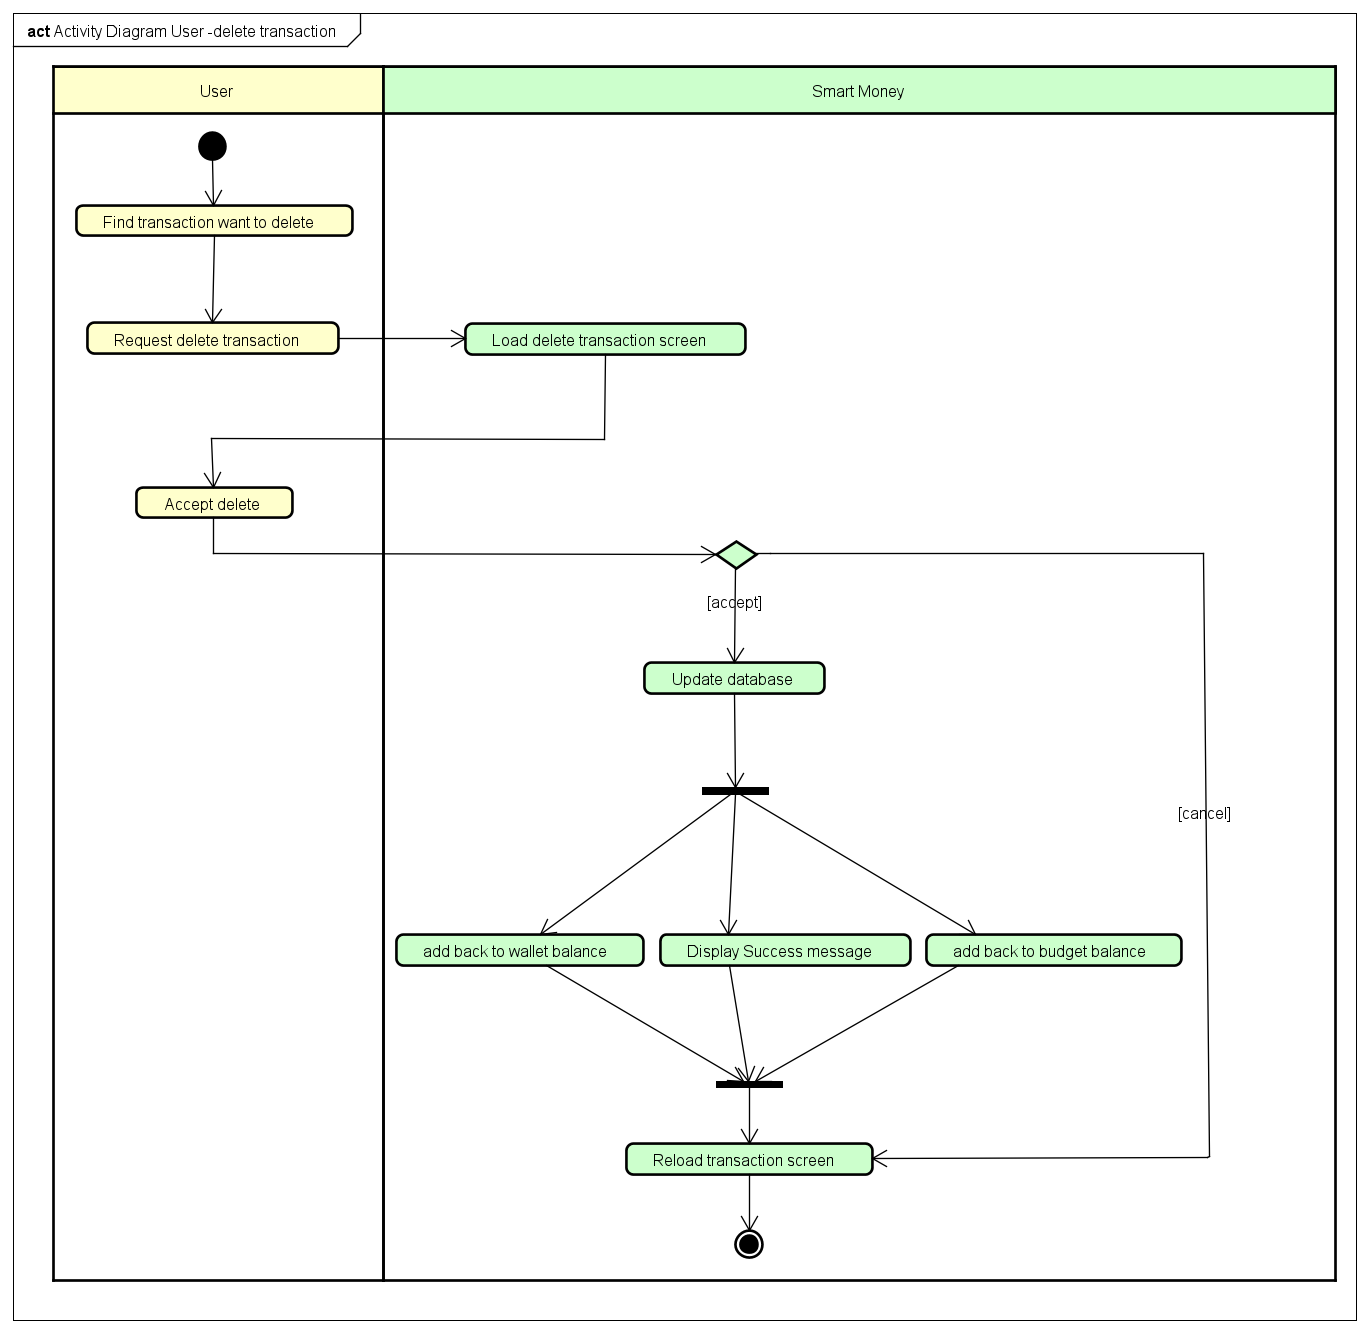 act Activity Diagram User -delete transaction
User
Smart Money
Find transaction want to delete
Request delete transaction
Load delete transaction screen
Accept delete
[accept]
Update database
[cancel]
add back to wallet balance
Display Success message
add back to budget balance
Reload transaction screen